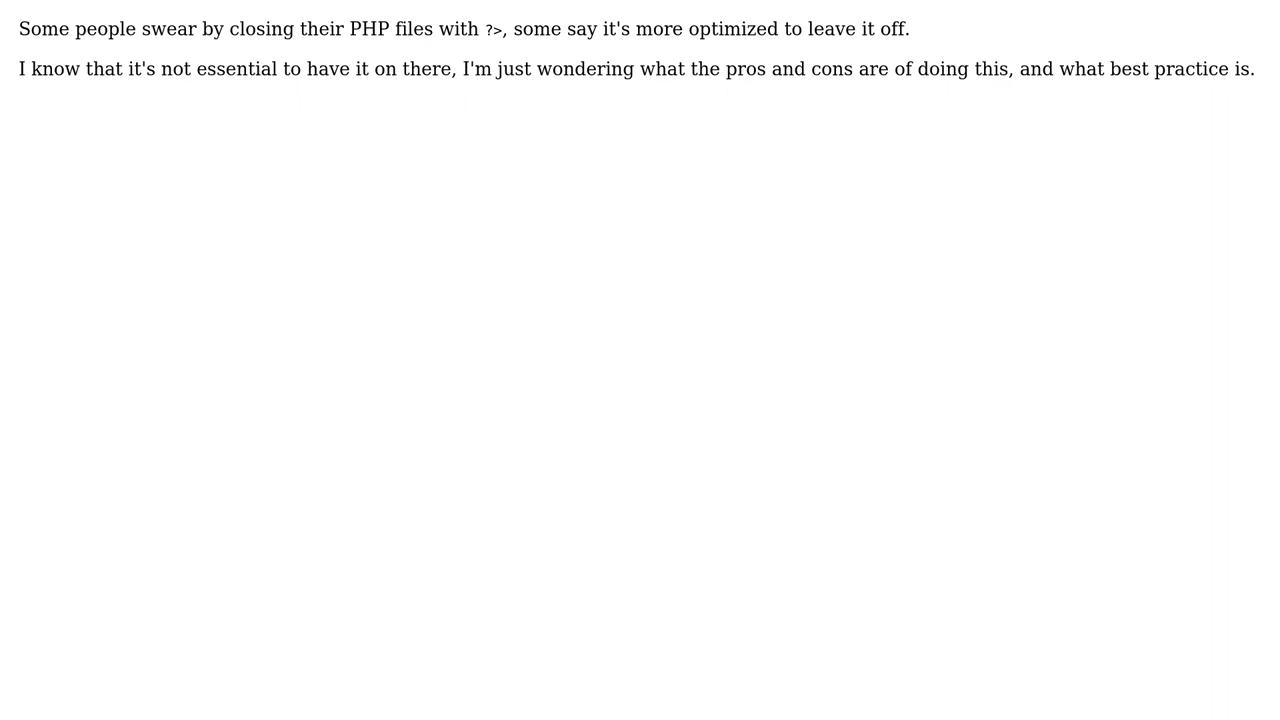 Some people swear by closing their PHP files with ?>, some say it's more optimized to leave it off.
I know that it's not essential to have it on there, I'm just wondering what the pros and cons are of doing this, and what best practice is.